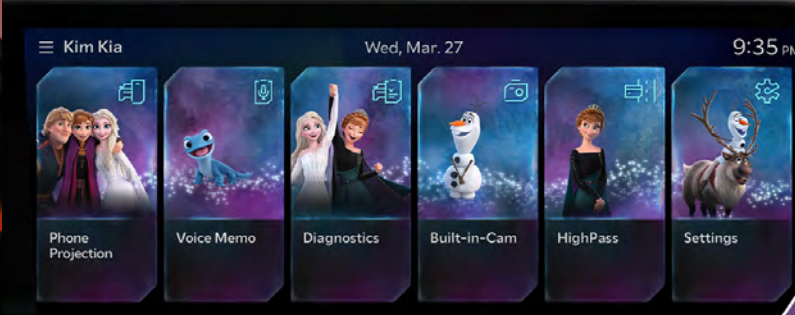 Kim Kia
Wed, Mar. 27
9:35 PM
Phone
Projection
Voice Memo
Diagnostics
Built-in-Cam
HighPass
Settings